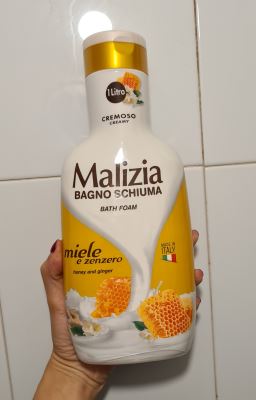 1 Litro
CREMOSO
CREAMY
Malizia
BAGNO SCHIUMA
BATH FOAM
miele
e zenzero
honey and ginger
MADE IN
ITALY